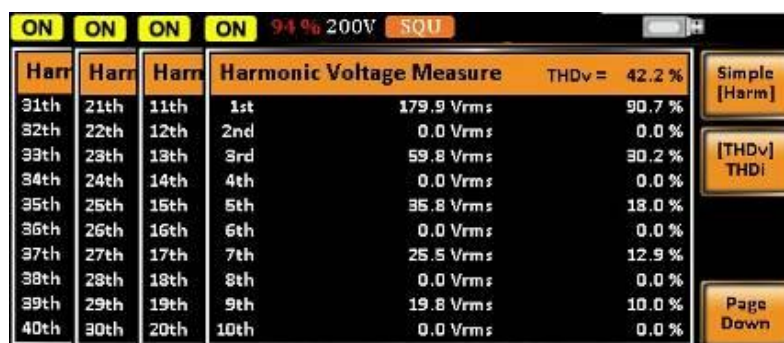 ON ON ON ON 94% 200V SQU
Harr Harr Harr Harmonic Voltage Measure THDv = 42.2 %
31th 21th 11th 1st 179.9 Vrms 90.7 %
32th 22th 12th 2nd 0.0 Vrms 0.0 %
33th 23th 13th 3rd 59.8 Vrms 30.2 %
34th 24th 14th 4th 0.0 Vrms 0.0 %
35th 25th 15th 5th 35.8 Vrms 18.0 %
36th 26th 16th 6th 0.0 Vrms 0.0 %
37th 27th 17th 7th 25.5 Vrms 12.9 %
38th 28th 18th 8th 0.0 Vrms 0.0 %
39th 29th 19th 9th 19.8 Vrms 10.0 %
40th 30th 20th 10th 0.0 Vrms 0.0 %
Simple
[Harm]
[THDv]
THDi
Page
Down